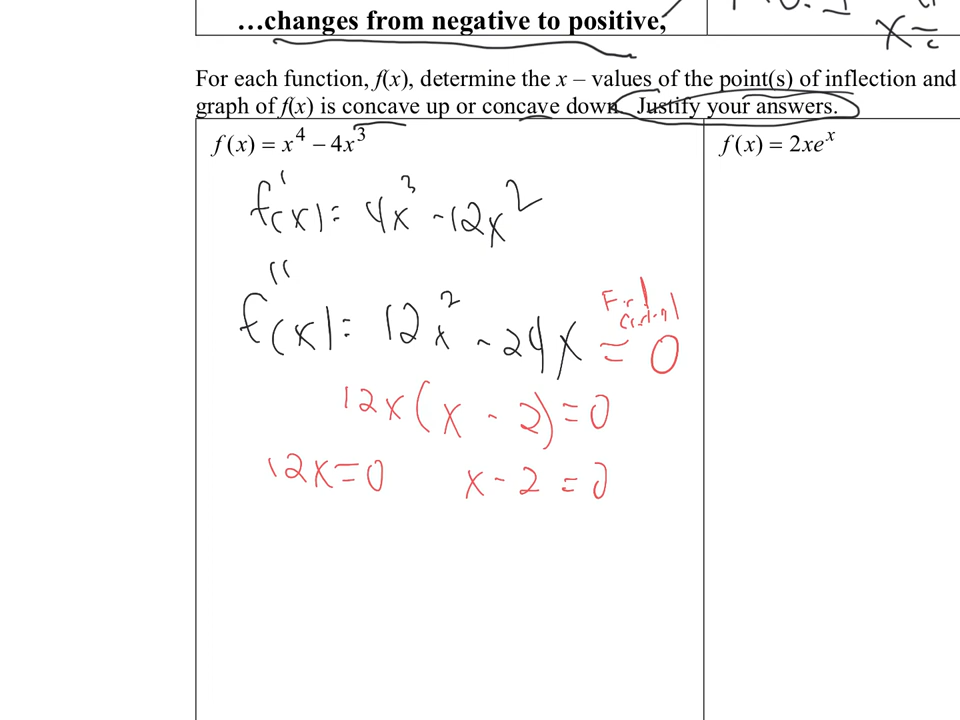 …changes from negative to positive,
x =
For each function, f(x), determine the x – values of the point(s) of inflection and
graph of f(x) is concave up or concave down. Justify your answers.
f(x) = x⁴ – 4x³
f(x) = 2xeˣ
f'(x) = 4x³ - 12x²
f''(x) = 12x² - 24x = 0
Find
12x(x - 2) = 0
12x = 0 x - 2 = 0